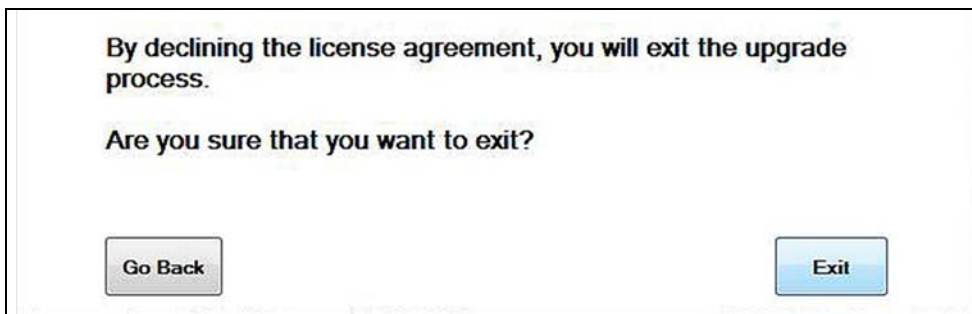 By declining the license agreement, you will exit the upgrade
process.
Are you sure that you want to exit?
Go Back
Exit